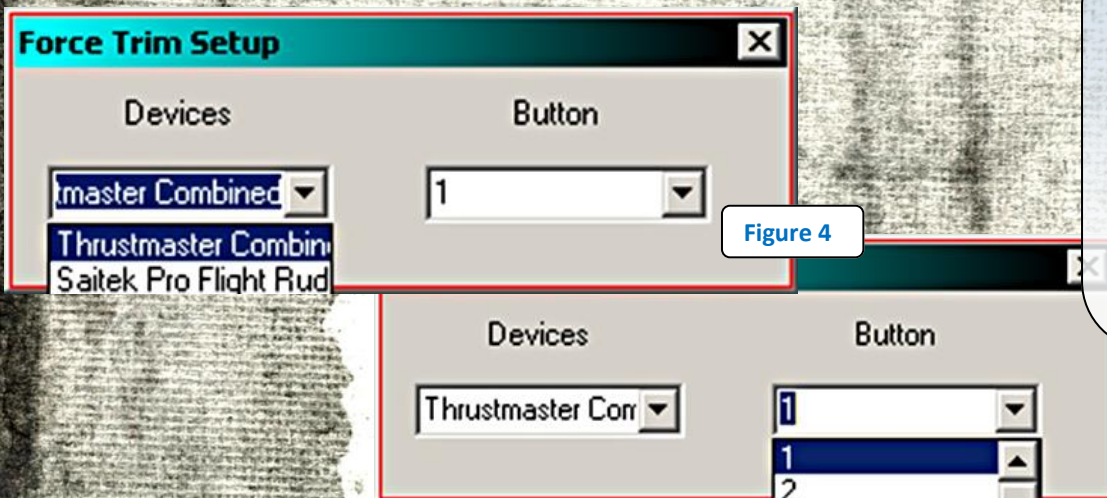 Force Trim Setup
Devices Button
tmaster Combined 1
Thrustmaster Combin
Saitek Pro Flight Rud
Figure 4
Devices Button
Thrustmaster Com 1
1
2